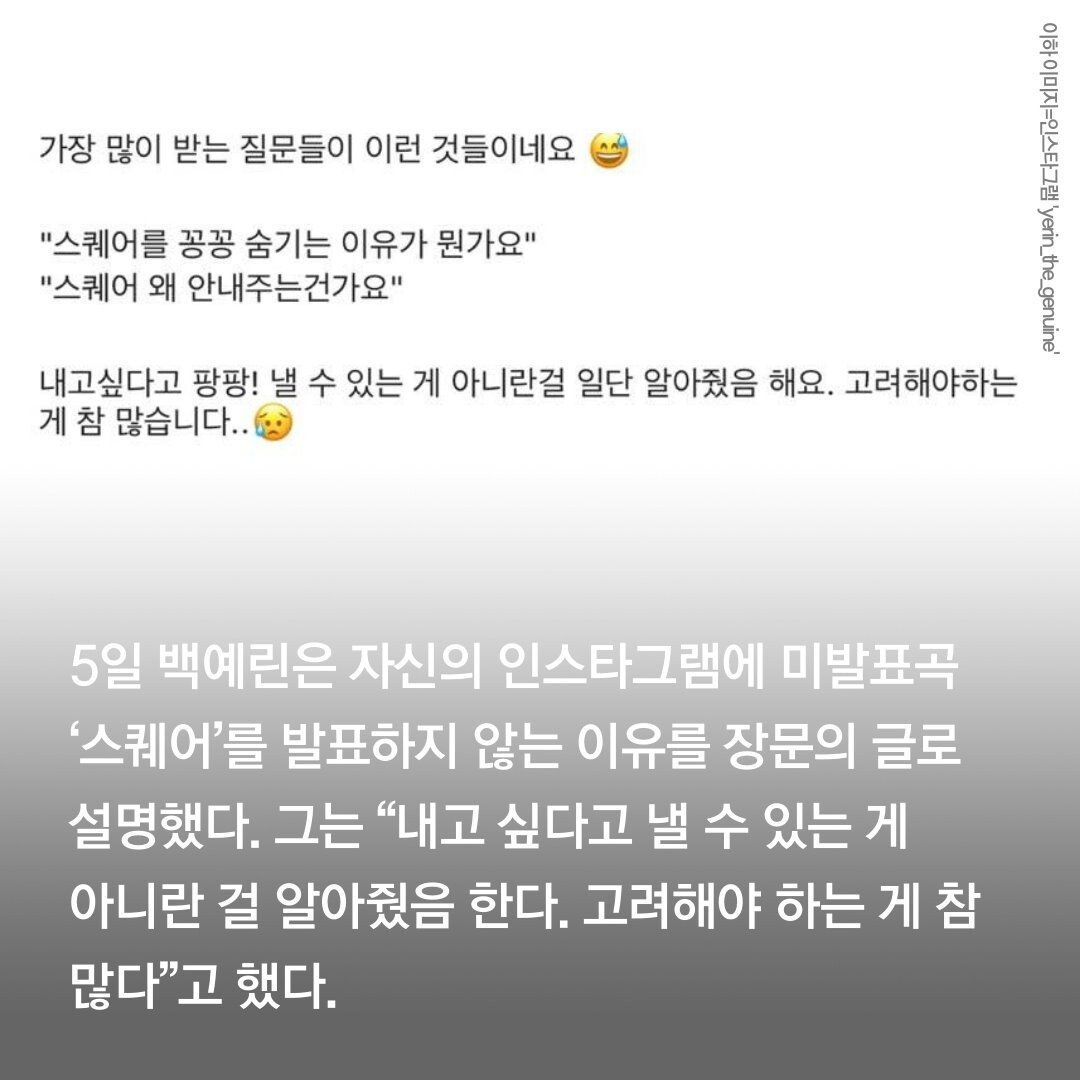 이하 이미지=인스타그램 'yerin_the_genuine'
가장 많이 받는 질문들이 이런 것들이네요 😅
"스퀘어를 꽁꽁 숨기는 이유가 뭔가요"
"스퀘어 왜 안내주는건가요"
내고싶다고 팡팡! 낼 수 있는 게 아니란걸 일단 알아줬음 해요. 고려해야하는
게 참 많습니다..😥
5일 백예린은 자신의 인스타그램에 미발표곡
‘스퀘어’를 발표하지 않는 이유를 장문의 글로
설명했다. 그는 “내고 싶다고 낼 수 있는 게
아니란 걸 알아줬음 한다. 고려해야 하는 게 참
많다”고 했다.